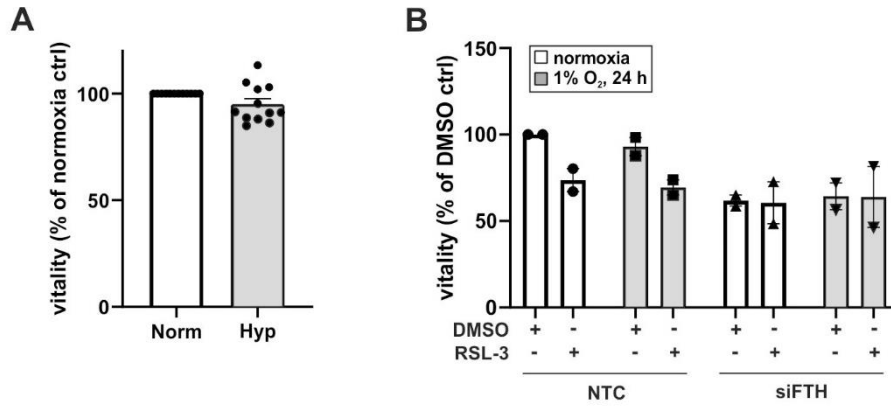 A
vitality (% of normoxia ctrl)
100
50
0
Norm Hyp
B
vitality (% of DMSO ctrl)
150
100
50
0
normoxia
1% O₂, 24 h
DMSO + - + - + - + -
RSL-3 - + - + - + - +
NTC siFTH